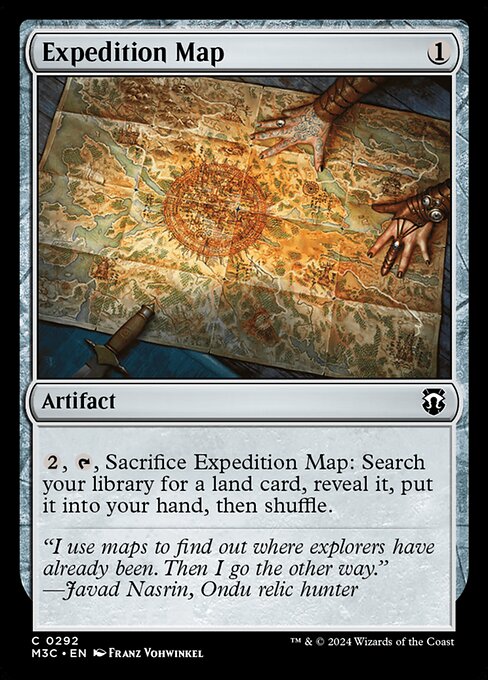 Expedition Map 1
Artifact
2, T, Sacrifice Expedition Map: Search
your library for a land card, reveal it, put
it into your hand, then shuffle.
“I use maps to find out where explorers have
already been. Then I go the other way.”
—Javad Nasrin, Ondu relic hunter
C 0292
M3C • EN Franz Vohwinkel
™ & © 2024 Wizards of the Coast